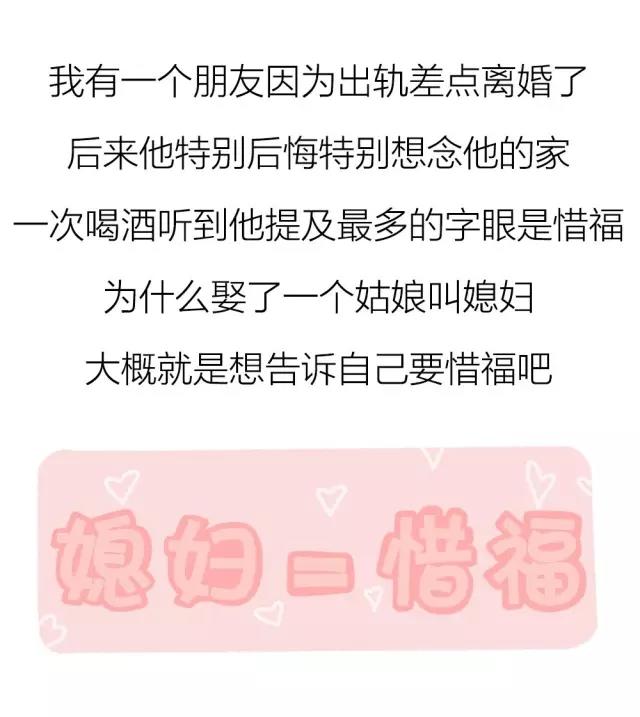 我有一个朋友因为出轨差点离婚了
后来他特别后悔特别想念他的家
一次喝酒听到他提及最多的字眼是惜福
为什么娶了一个姑娘叫媳妇
大概就是想告诉自己要惜福吧
媳妇=惜福